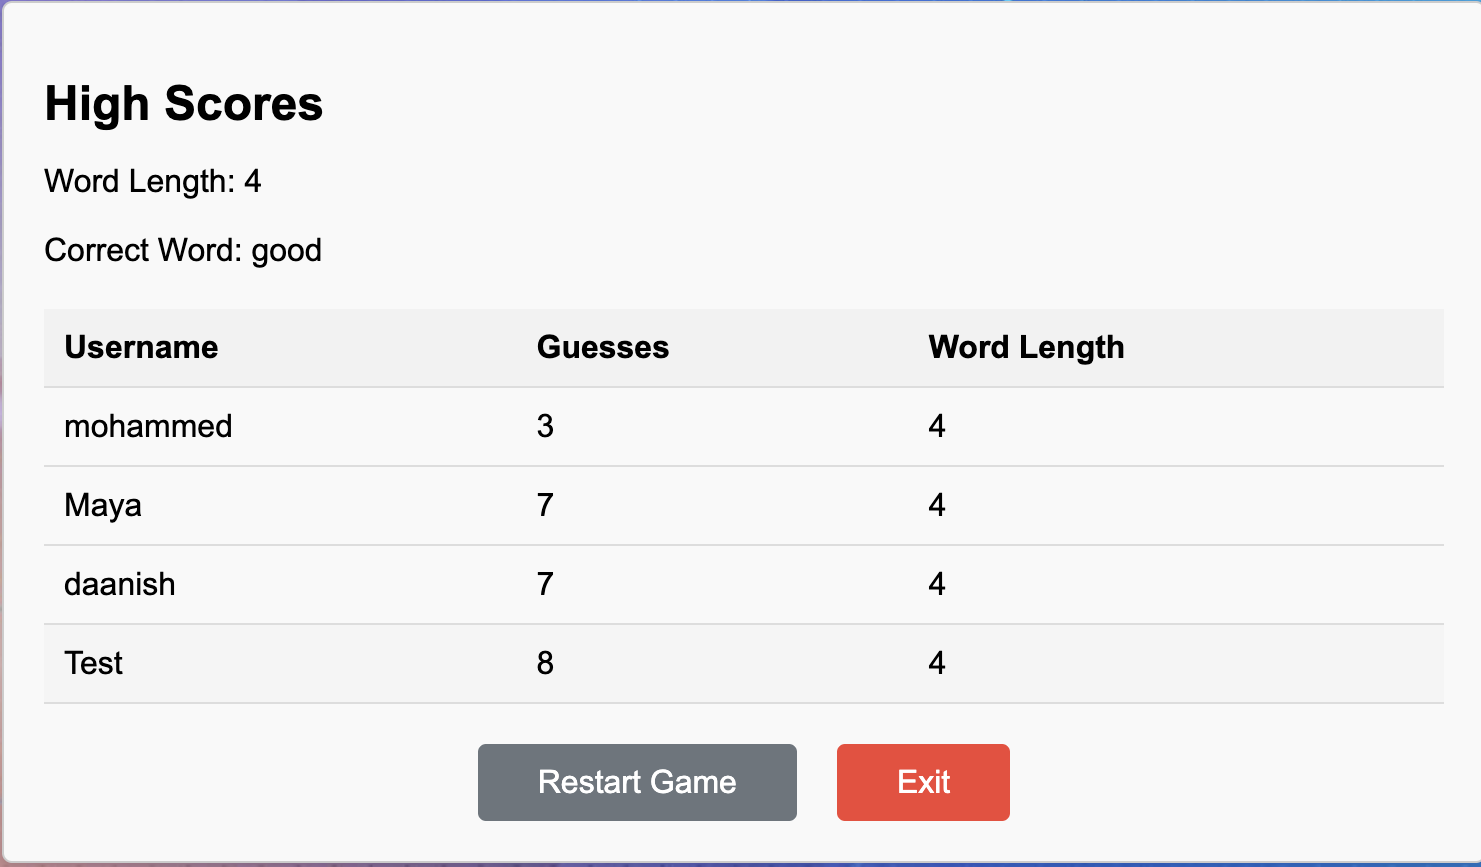 High Scores
Word Length: 4
Correct Word: good
Username Guesses Word Length
mohammed 3 4
Maya 7 4
daanish 7 4
Test 8 4
Restart Game Exit